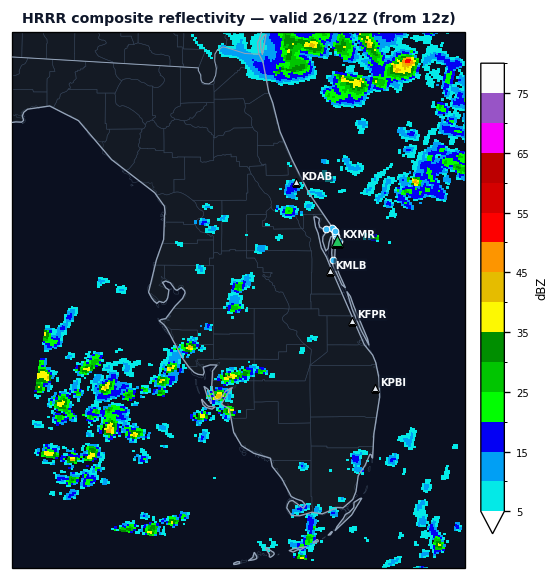 HRRR composite reflectivity — valid 26/12Z (from 12z)
KDAB
KXMR
KMLB
KFPR
KPBI
75
65
55
45
35
25
15
5
dBZ